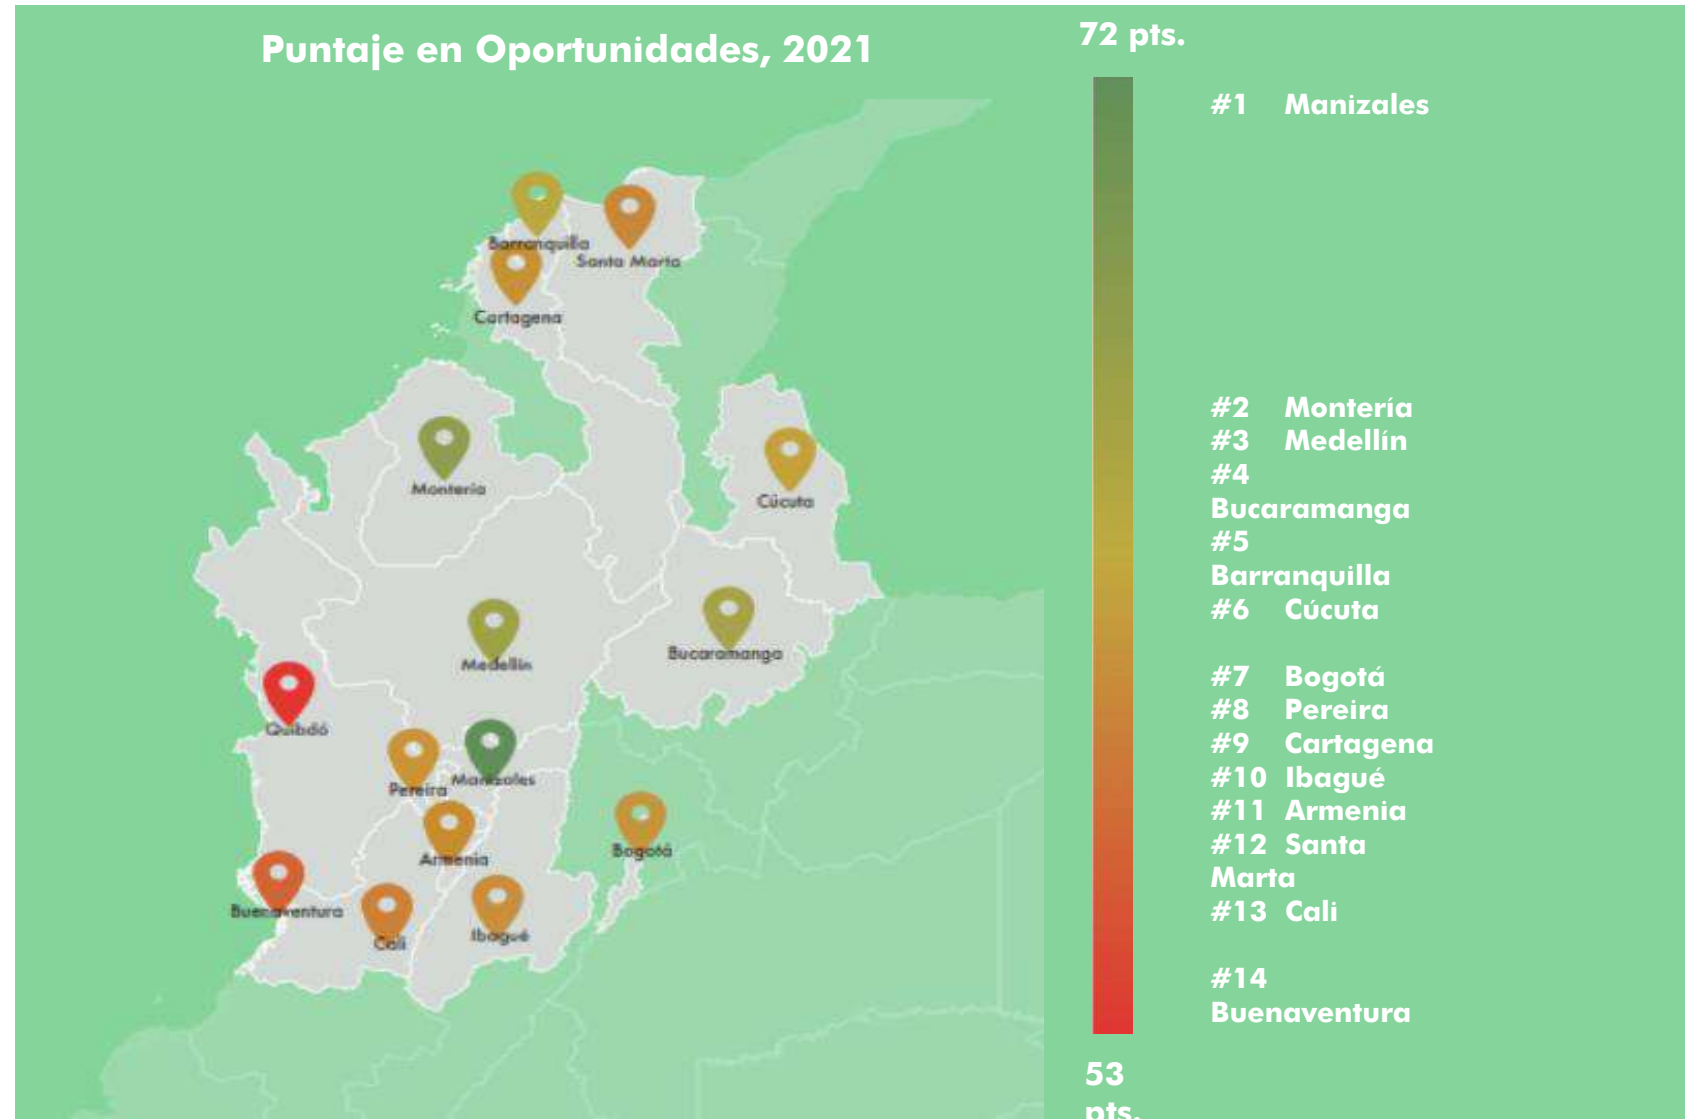 Puntaje en Oportunidades, 2021
72 pts.
#1 Manizales
#2 Montería
#3 Medellín
#4
Bucaramanga
#5
Barranquilla
#6 Cúcuta
#7 Bogotá
#8 Pereira
#9 Cartagena
#10 Ibagué
#11 Armenia
#12 Santa
Marta
#13 Cali
#14
Buenaventura
53
pts.
Barranquilla
Santa Marta
Cartagena
Montería
Cúcuta
Medellín
Bucaramanga
Quibdó
Pereira
Manizales
Armenia
Bogotá
Buenaventura
Cali
Ibagué